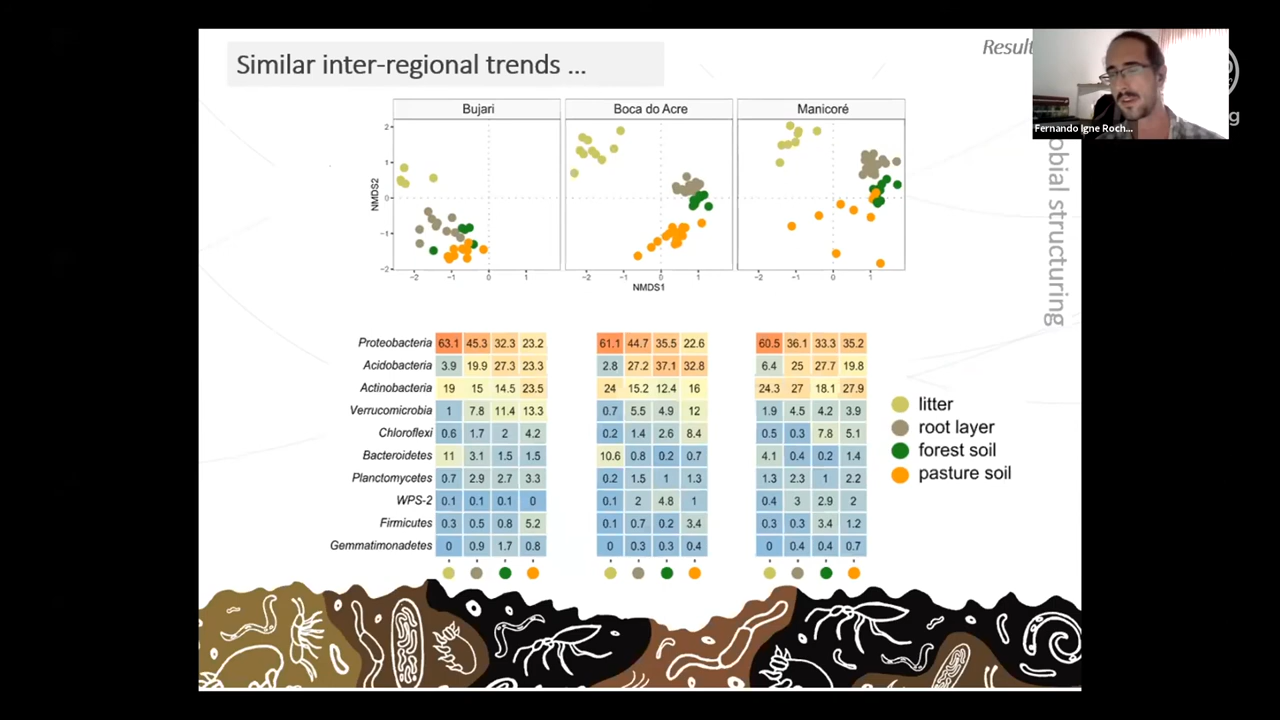 Similar inter-regional trends ...
Result
Fernando Igne Roch...
g
obial structuring
Bujari Boca do Acre Manicoré
NMDS2
2
1
0
−1
−2
−2 −1 0 1 −2 −1 0 1 −2 −1 0 1
NMDS1
Proteobacteria 63.1 45.3 32.3 23.2 61.1 44.7 35.5 22.6 60.5 36.1 33.3 35.2
Acidobacteria 3.9 19.9 27.3 23.3 2.8 27.2 37.1 32.8 6.4 25 27.7 19.8
Actinobacteria 19 15 14.5 23.5 24 15.2 12.4 16 24.3 27 18.1 27.9
Verrucomicrobia 1 7.8 11.4 13.3 0.7 5.5 4.9 12 1.9 4.5 4.2 3.9
Chloroflexi 0.6 1.7 2 4.2 0.2 1.4 2.6 8.4 0.5 0.3 7.8 5.1
Bacteroidetes 11 3.1 1.5 1.5 10.6 0.8 0.2 0.7 4.1 0.4 0.2 1.4
Planctomycetes 0.7 2.9 2.7 3.3 0.2 1.5 1 1.3 1.3 2.3 1 2.2
WPS-2 0.1 0.1 0.1 0 0.1 2 4.8 1 0.4 3 2.9 2
Firmicutes 0.3 0.5 0.8 5.2 0.1 0.7 0.2 3.4 0.3 0.3 3.4 1.2
Gemmatimonadetes 0 0.9 1.7 0.8 0 0.3 0.3 0.4 0 0.4 0.4 0.7
litter
root layer
forest soil
pasture soil